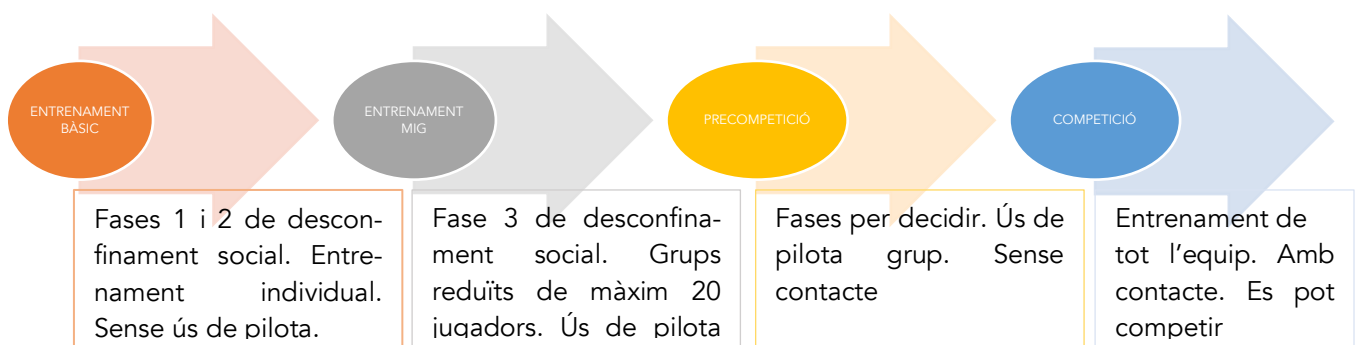 ENTRENAMENT
BÀSIC
ENTRENAMENT
MIG
PRECOMPETICIÓ
COMPETICIÓ
Fases 1 i 2 de descon-
finament social. Entre-
nament individual.
Sense ús de pilota.
Fase 3 de desconfina-
ment social. Grups
reduïts de màxim 20
jugadors. Ús de pilota
Fases per decidir. Ús de
pilota grup. Sense
contacte
Entrenament de
tot l’equip. Amb
contacte. Es pot
competir